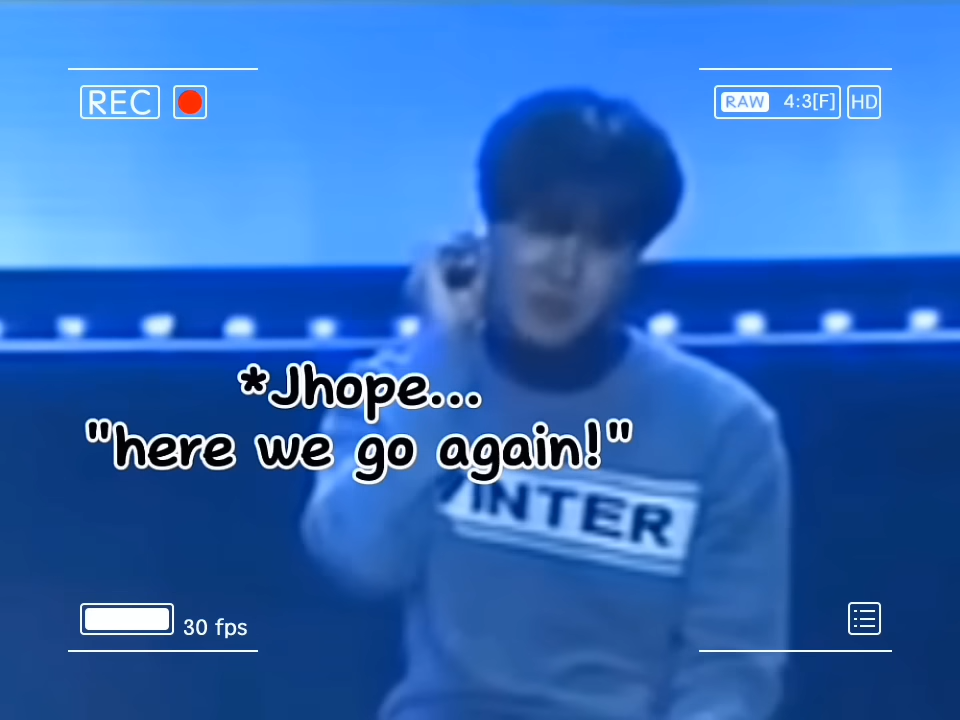 REC
RAW 4:3[F] HD
*Jhope...
"here we go again!"
INTER
30 fps